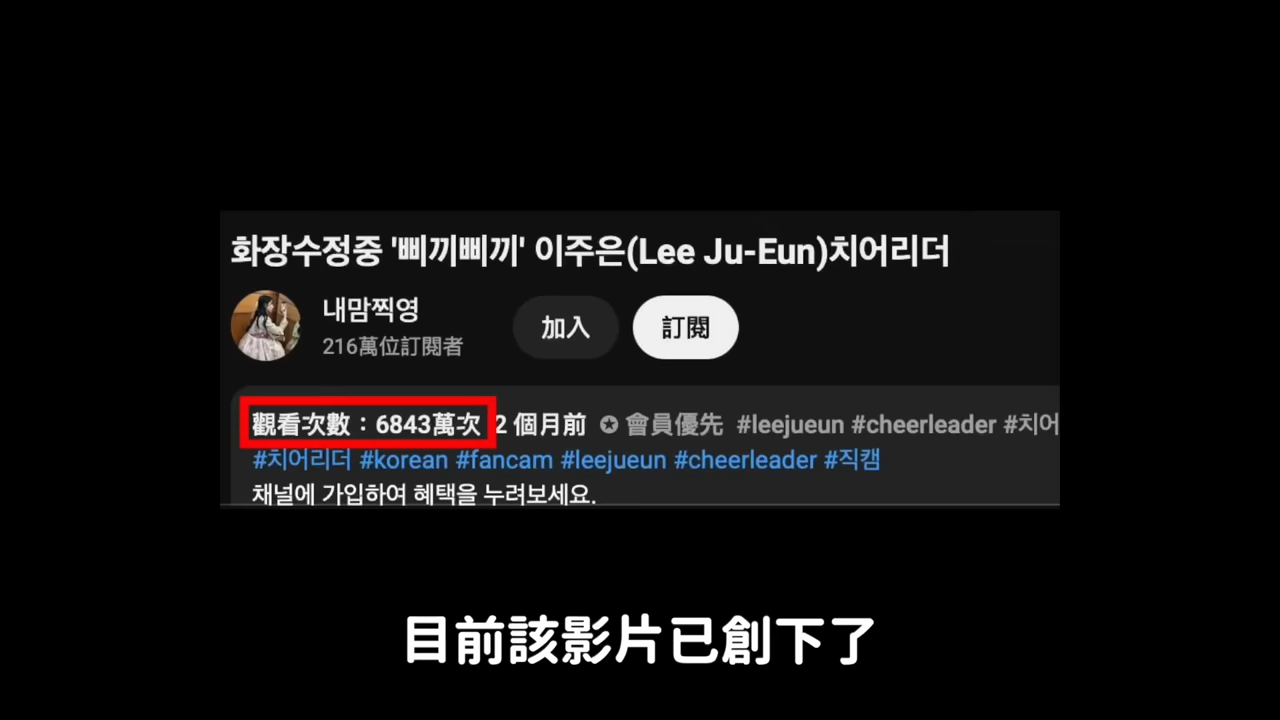 화장수정중 '삐끼삐끼' 이주은(Lee Ju-Eun)치어리더
내맘찍영
216萬位訂閱者
加入
訂閱
觀看次數：6843萬次 2 個月前 ✪ 會員優先 #leejueun #cheerleader #치어
#치어리더 #korean #fancam #leejueun #cheerleader #직캠
채널에 가입하여 혜택을 누려보세요.
目前該影片已創下了